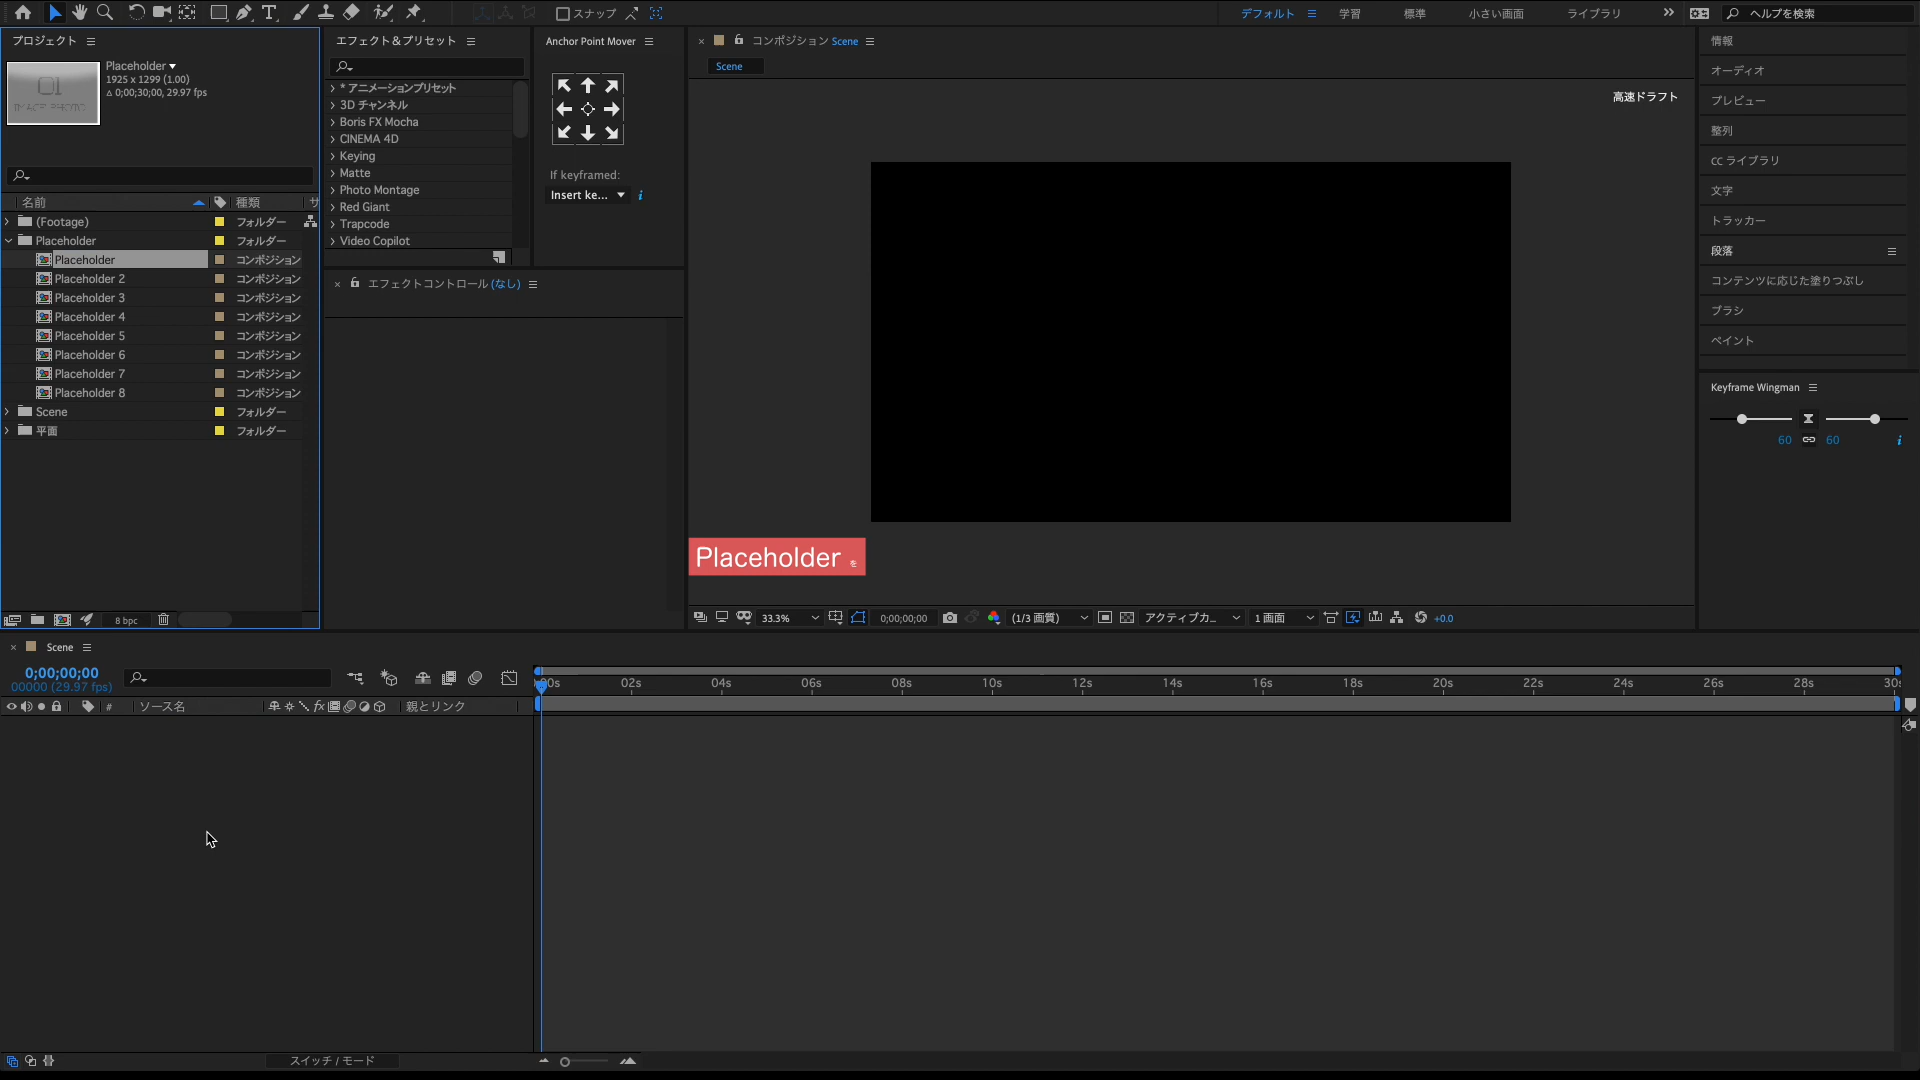 スナップ
デフォルト
学習
標準
小さい画面
ライブラリ
ヘルプを検索
プロジェクト
Placeholder
1925 x 1299 (1.00)
Δ 0;00;30;00, 29.97 fps
01
IMAGE-PHOTO
名前
種類
サ
(Footage)
フォルダー
Placeholder
フォルダー
Placeholder
コンポジション
Placeholder 2
コンポジション
Placeholder 3
コンポジション
Placeholder 4
コンポジション
Placeholder 5
コンポジション
Placeholder 6
コンポジション
Placeholder 7
コンポジション
Placeholder 8
コンポジション
Scene
フォルダー
平面
フォルダー
8 bpc
エフェクト＆プリセット
* アニメーションプリセット
3D チャンネル
Boris FX Mocha
CINEMA 4D
Keying
Matte
Photo Montage
Red Giant
Trapcode
Video Copilot
エフェクトコントロール (なし)
Anchor Point Mover
If keyframed:
Insert ke...
コンポジション Scene
Scene
高速ドラフト
Placeholder を
33.3%
0;00;00;00
(1/3 画質)
アクティブカ...
1 画面
+0.0
情報
オーディオ
プレビュー
整列
CC ライブラリ
文字
トラッカー
段落
コンテンツに応じた塗りつぶし
ブラシ
ペイント
Keyframe Wingman
60
60
Scene
0;00;00;00
00000 (29.97 fps)
#
ソース名
fx
親とリンク
:00s
02s
04s
06s
08s
10s
12s
14s
16s
18s
20s
22s
24s
26s
28s
30s
スイッチ / モード